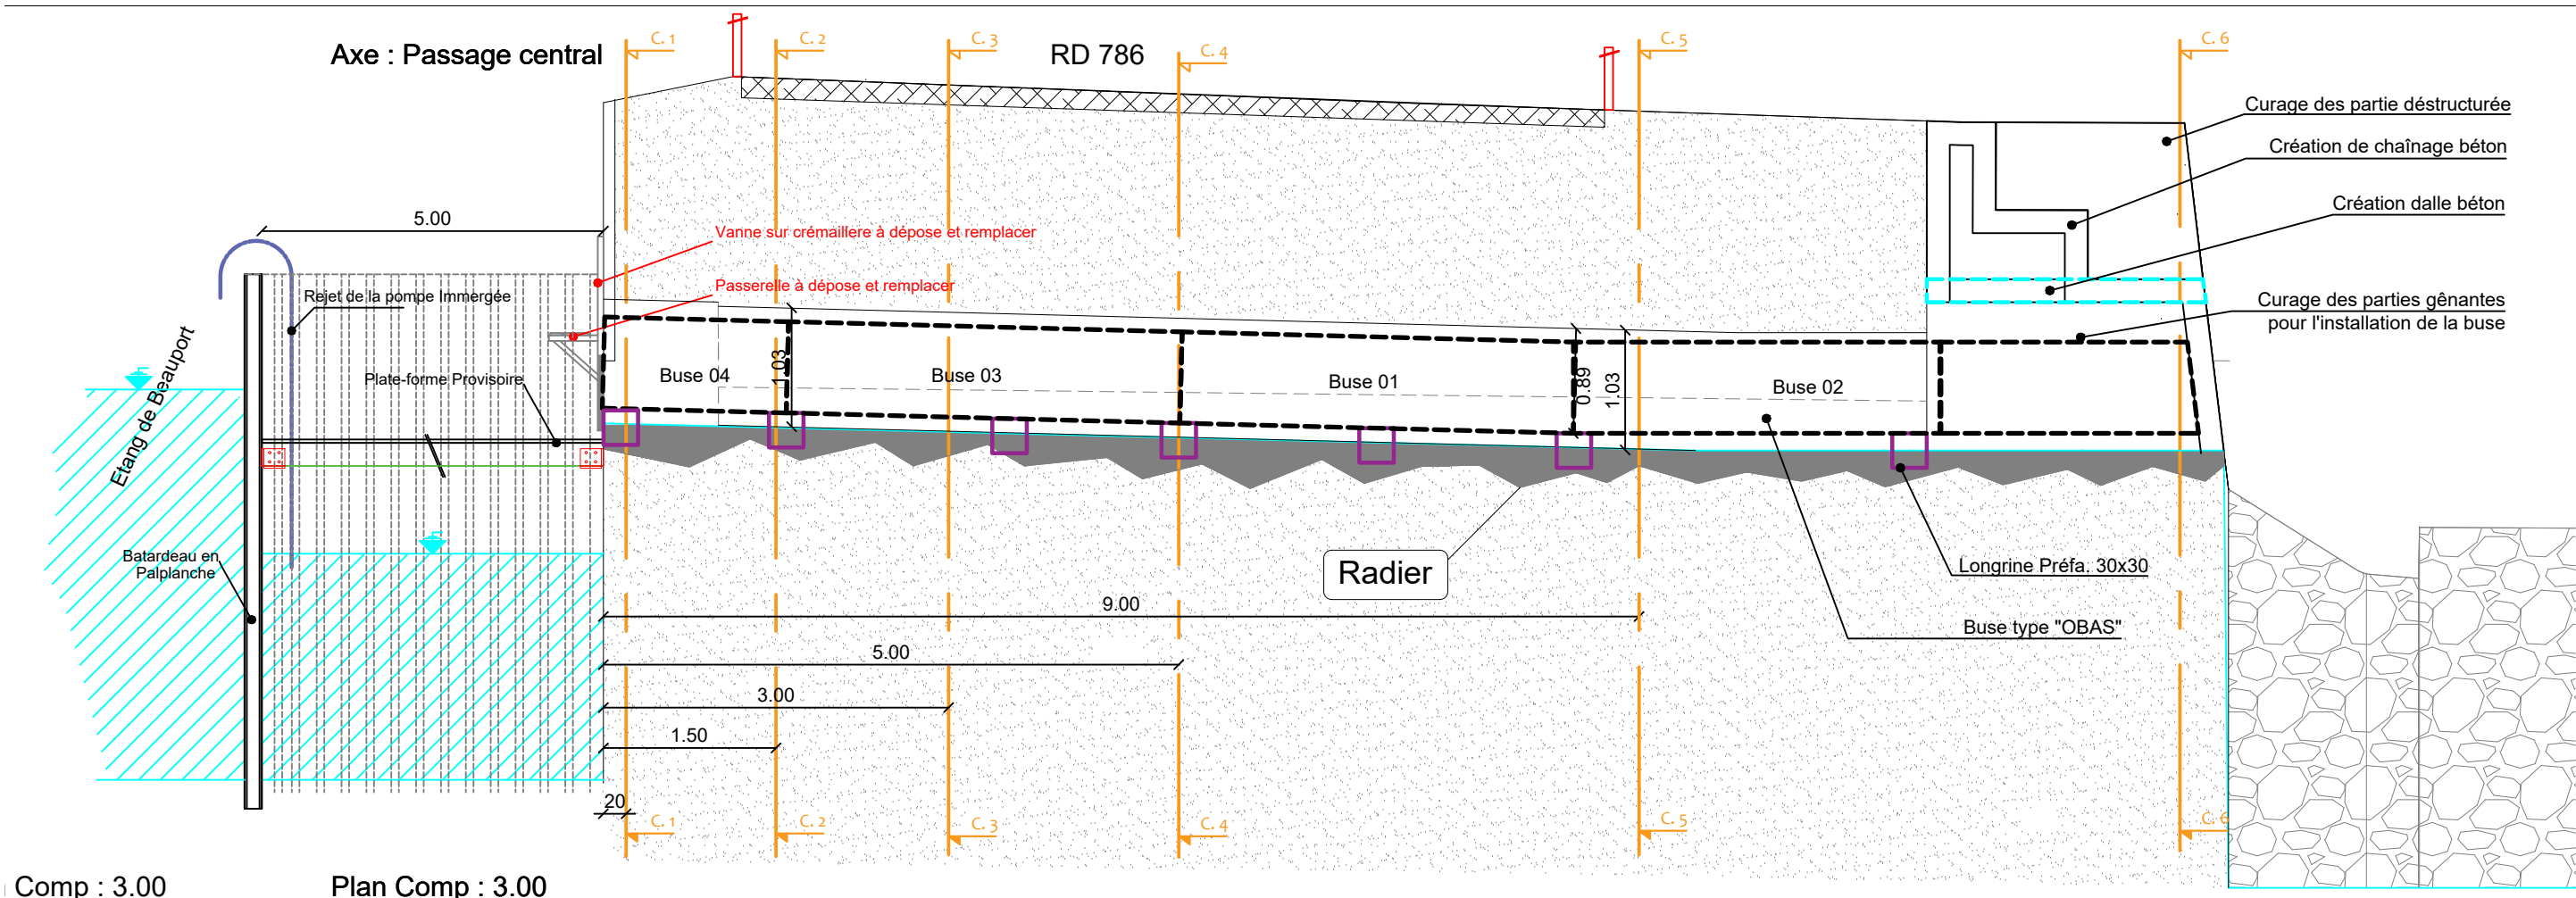 Axe : Passage central
RD 786
C. 1
C. 2
C. 3
C. 4
C. 5
C. 6
Curage des partie déstructurée
Création de chaînage béton
Création dalle béton
Curage des parties gênantes
pour l'installation de la buse
5.00
Vanne sur crémaillere à dépose et remplacer
Passerelle à dépose et remplacer
Rejet de la pompe Immergée
Plate-forme Provisoire
Etang de Beauport
Batardeau en
Palplanche
Buse 04
1.03
Buse 03
Buse 01
0.89
1.03
Buse 02
Radier
Longrine Préfa. 30x30
Buse type "OBAS"
9.00
5.00
3.00
1.50
20
C. 1
C. 2
C. 3
C. 4
C. 5
C. 6
Comp : 3.00
Plan Comp : 3.00